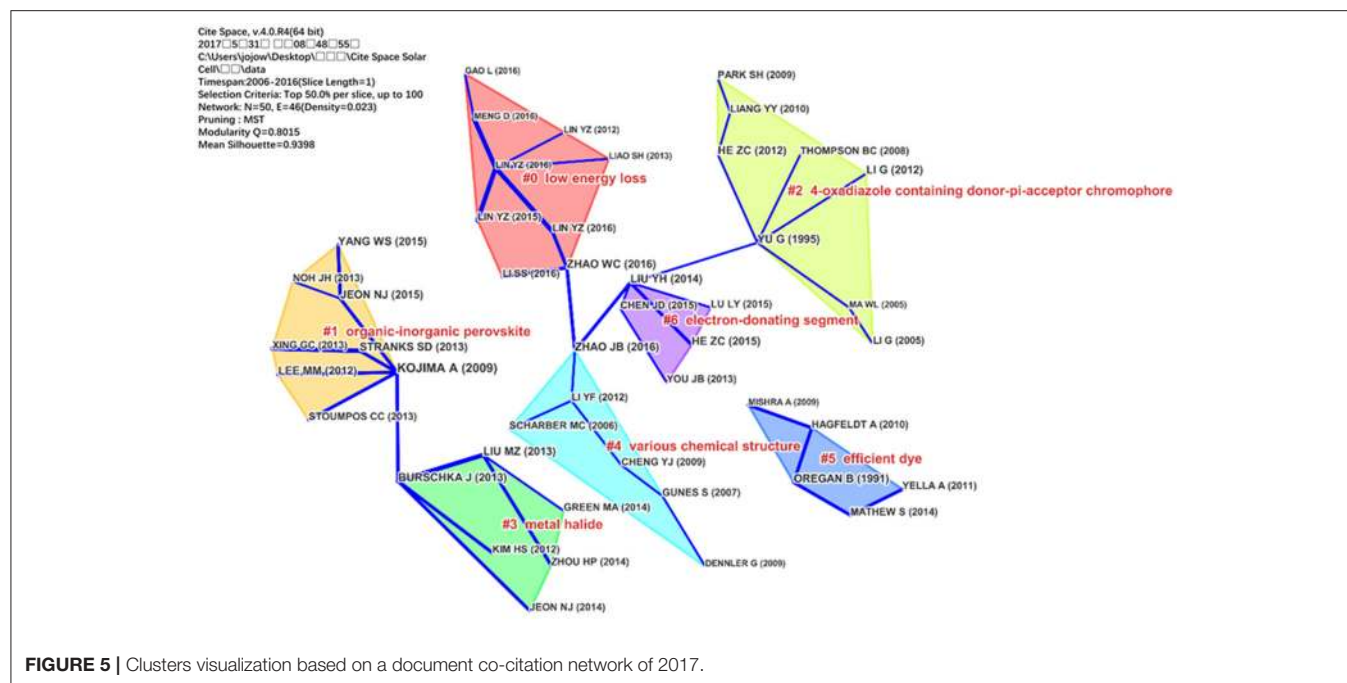 Cite Space, v.4.0.R4(64 bit)
2017□5□31□ □□08□48□55□
C:\Users\jojow\Desktop\□□□\Cite Space Solar
Cell\□□\data
Timespan:2006-2016(Slice Length=1)
Selection Criteria: Top 50.0% per slice, up to 100
Network: N=50, E=46(Density=0.023)
Pruning : MST
Modularity Q=0.8015
Mean Silhouette=0.9398
GAO L (2016)
MENG D (2016)
LIN YZ (2012)
LIAO SH (2013)
LIN YZ (2016)
#0 low energy loss
LIN YZ (2015)
LIN YZ (2016)
ZHAO WC (2016)
LI SS (2016)
PARK SH (2009)
LIANG YY (2010)
HE ZC (2012)
THOMPSON BC (2008)
LI G (2012)
#2 4-oxadiazole containing donor-pi-acceptor chromophore
YU G (1995)
MA WL (2005)
LI G (2005)
YANG WS (2015)
NOH JH (2013)
JEON NJ (2015)
#1 organic-inorganic perovskite
XING GC (2013)
STRANKS SD (2013)
LEE MM (2012)
KOJIMA A (2009)
STOUMPOS CC (2013)
LIU YH (2014)
CHEN JD (2015)
LU LY (2015)
#6 electron-donating segment
HE ZC (2015)
YOU JB (2013)
ZHAO JB (2016)
LI YF (2012)
SCHARBER MC (2006)
#4 various chemical structure
CHENG YJ (2009)
GUNES S (2007)
DENNLER G (2009)
MISHRA A (2009)
HAGFELDT A (2010)
#5 efficient dye
OREGAN B (1991)
YELLA A (2011)
MATHEW S (2014)
LIU MZ (2013)
BURSCHKA J (2013)
GREEN MA (2014)
#3 metal halide
KIM HS (2012)
ZHOU HP (2014)
JEON NJ (2014)
FIGURE 5 | Clusters visualization based on a document co-citation network of 2017.